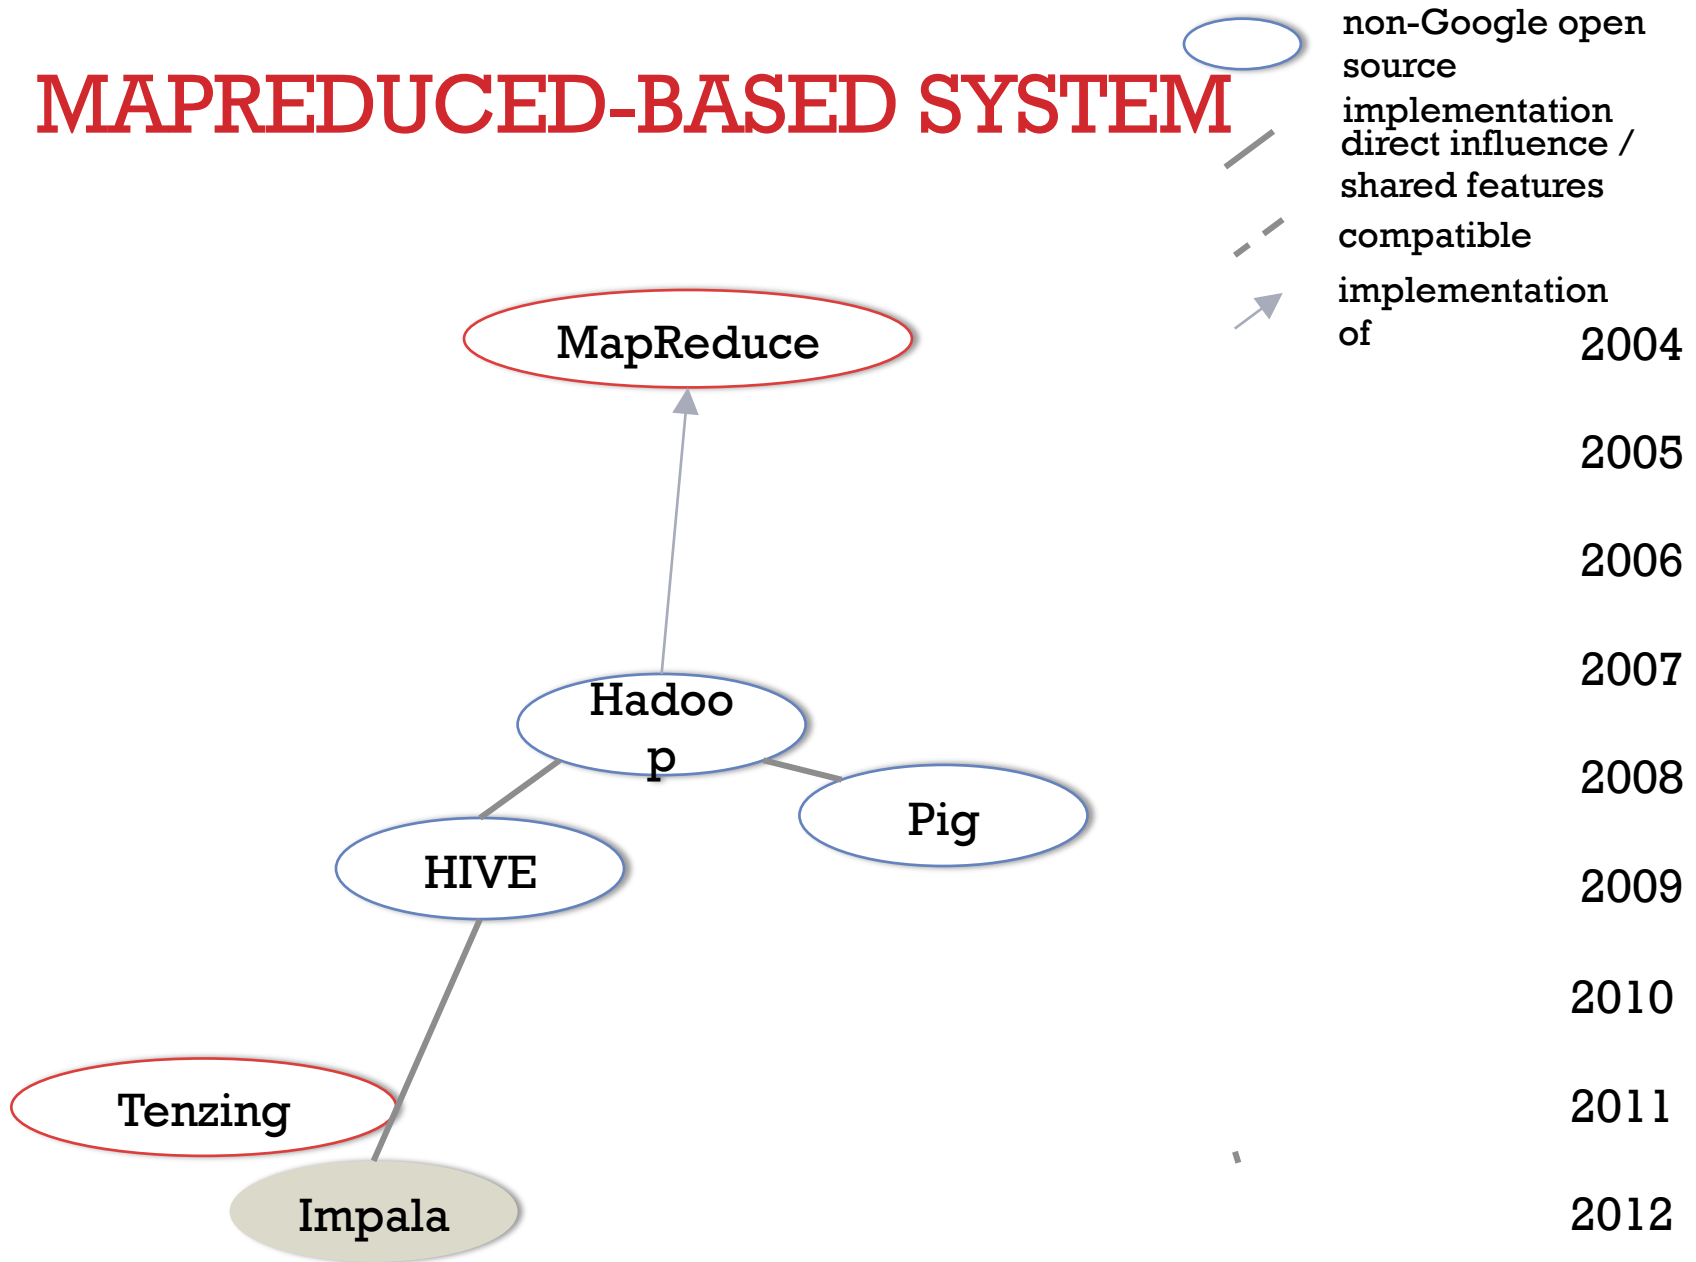 non-Google open
source
implementation
MAPREDUCED-BASED SYSTEM
direct influence /
shared features
compatible
implementation
of
MapReduce
2004
2005
2006
2007
Hadoo
p
2008
Pig
HIVE
2009
2010
Tenzing
2011
Impala
2012